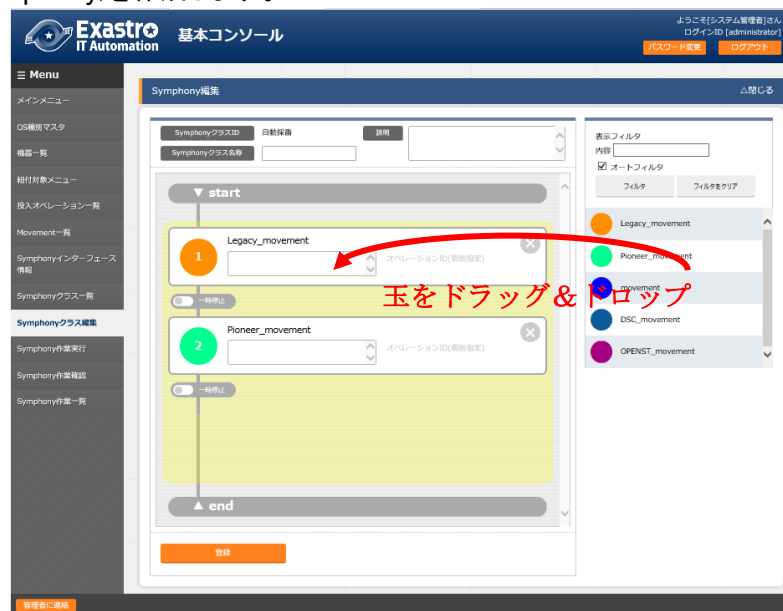 Exastro
IT Automation
基本コンソール
ようこそ[システム管理者]さん
ログインID [administrator]
パスワード変更
ログアウト
Menu
メインメニュー
OS種別マスタ
機器一覧
紐付対象メニュー
投入オペレーション一覧
Movement一覧
Symphonyインターフェース
情報
Symphonyクラス一覧
Symphonyクラス編集
Symphony作業実行
Symphony作業確認
Symphony作業一覧
Symphony編集
△閉じる
SymphonyクラスID
自動採番
説明
Symphonyクラス名称
▼ start
1
Legacy_movement
オペレーションID(個別指定)
一時停止
2
Pioneer_movement
オペレーションID(個別指定)
一時停止
▲ end
登録
玉をドラッグ＆ドロップ
表示フィルタ
内容
オートフィルタ
フィルタ
フィルタをクリア
Legacy_movement
Pioneer_movement
movement
DSC_movement
OPENST_movement
管理者に連絡